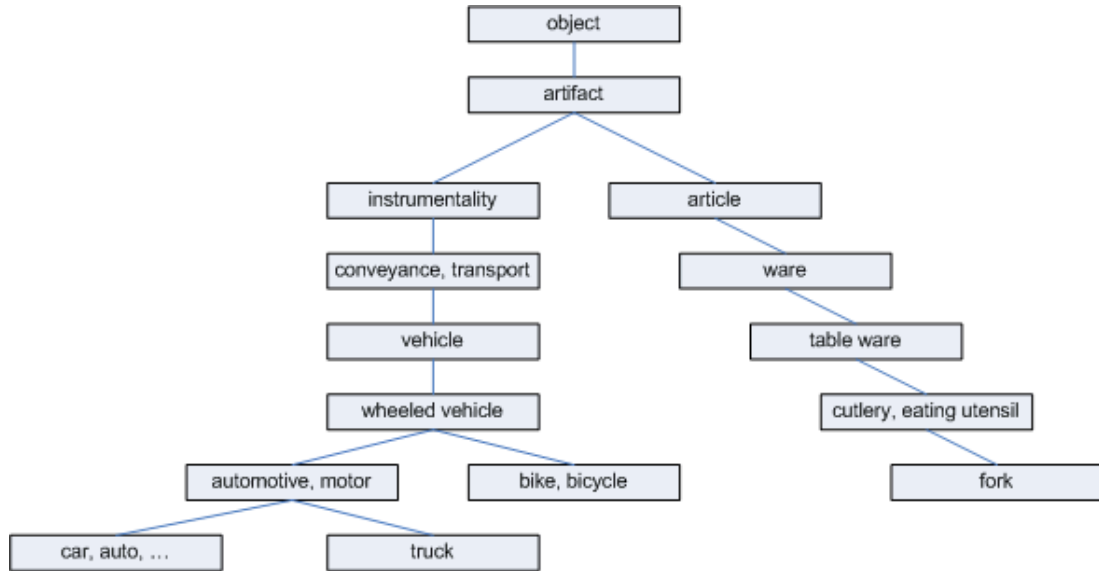 object
artifact
instrumentality
article
conveyance, transport
ware
vehicle
table ware
wheeled vehicle
cutlery, eating utensil
automotive, motor
bike, bicycle
fork
car, auto, …
truck